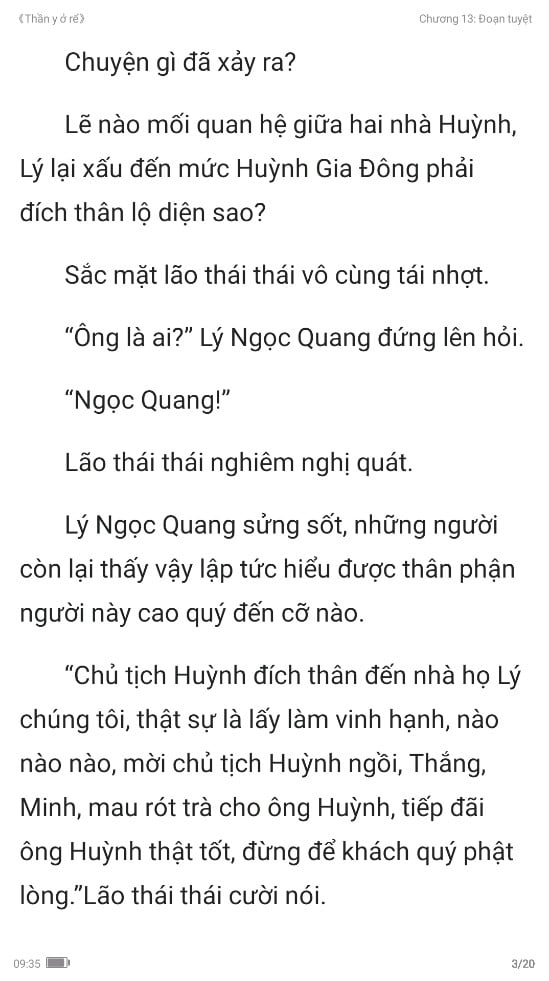 《Thần y ở rể》
Chương 13: Đoạn tuyệt
Chuyện gì đã xảy ra?
Lẽ nào mối quan hệ giữa hai nhà Huỳnh,
Lý lại xấu đến mức Huỳnh Gia Đông phải
đích thân lộ diện sao?
Sắc mặt lão thái thái vô cùng tái nhợt.
“Ông là ai?” Lý Ngọc Quang đứng lên hỏi.
“Ngọc Quang!”
Lão thái thái nghiêm nghị quát.
Lý Ngọc Quang sửng sốt, những người
còn lại thấy vậy lập tức hiểu được thân phận
người này cao quý đến cỡ nào.
“Chủ tịch Huỳnh đích thân đến nhà họ Lý
chúng tôi, thật sự là lấy làm vinh hạnh, nào
nào nào, mời chủ tịch Huỳnh ngồi, Thắng,
Minh, mau rót trà cho ông Huỳnh, tiếp đãi
ông Huỳnh thật tốt, đừng để khách quý phật
lòng.”Lão thái thái cười nói.
09:35
3/20